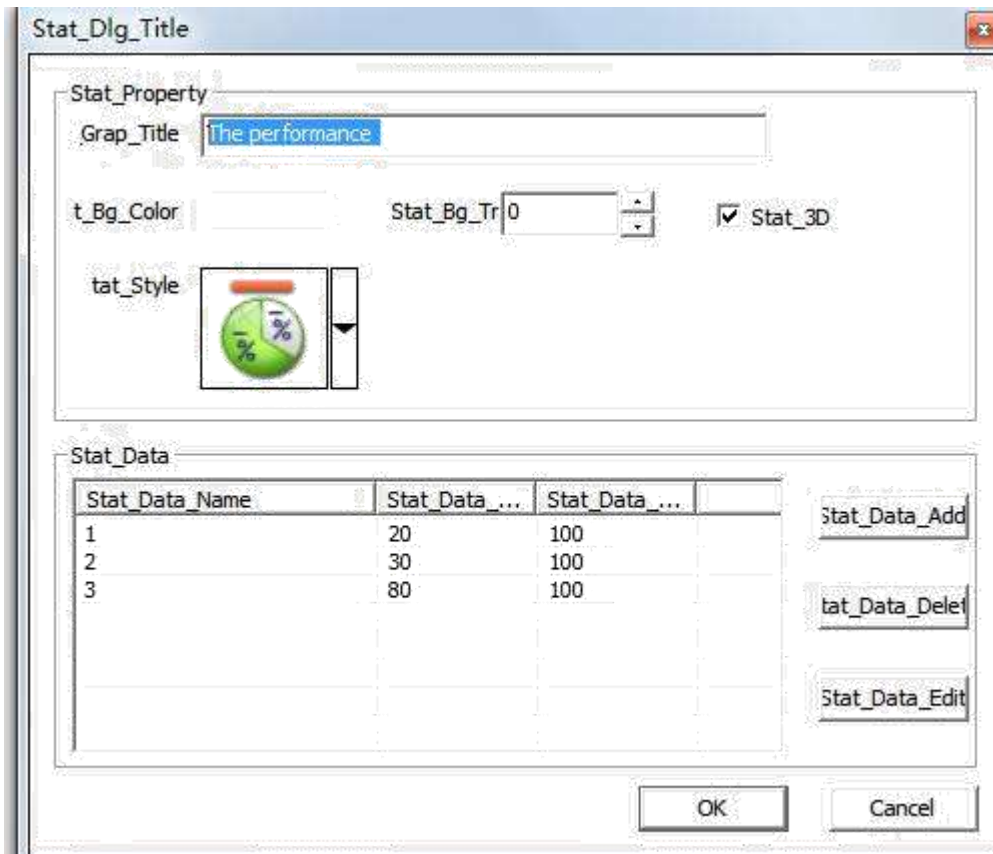 Stat_Dlg_Title
Stat_Property
Grap_Title The performance
t_Bg_Color Stat_Bg_Tr 0 Stat_3D
tat_Style
% %
Stat_Data
Stat_Data_Name Stat_Data_... Stat_Data_...
1 20 100
2 30 100
3 80 100
Stat_Data_Add
tat_Data_Delet
Stat_Data_Edit
OK Cancel